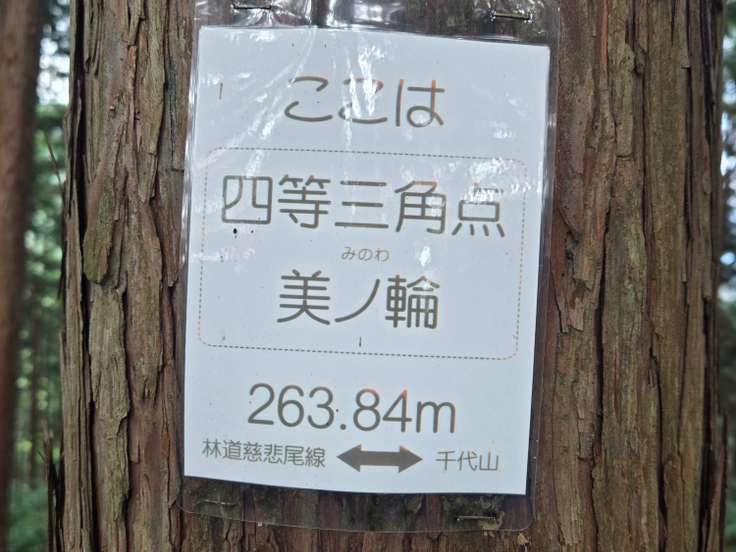 ここは
四等三角点
みのわ
美ノ輪
263.84m
林道慈悲尾線 ⟷ 千代山